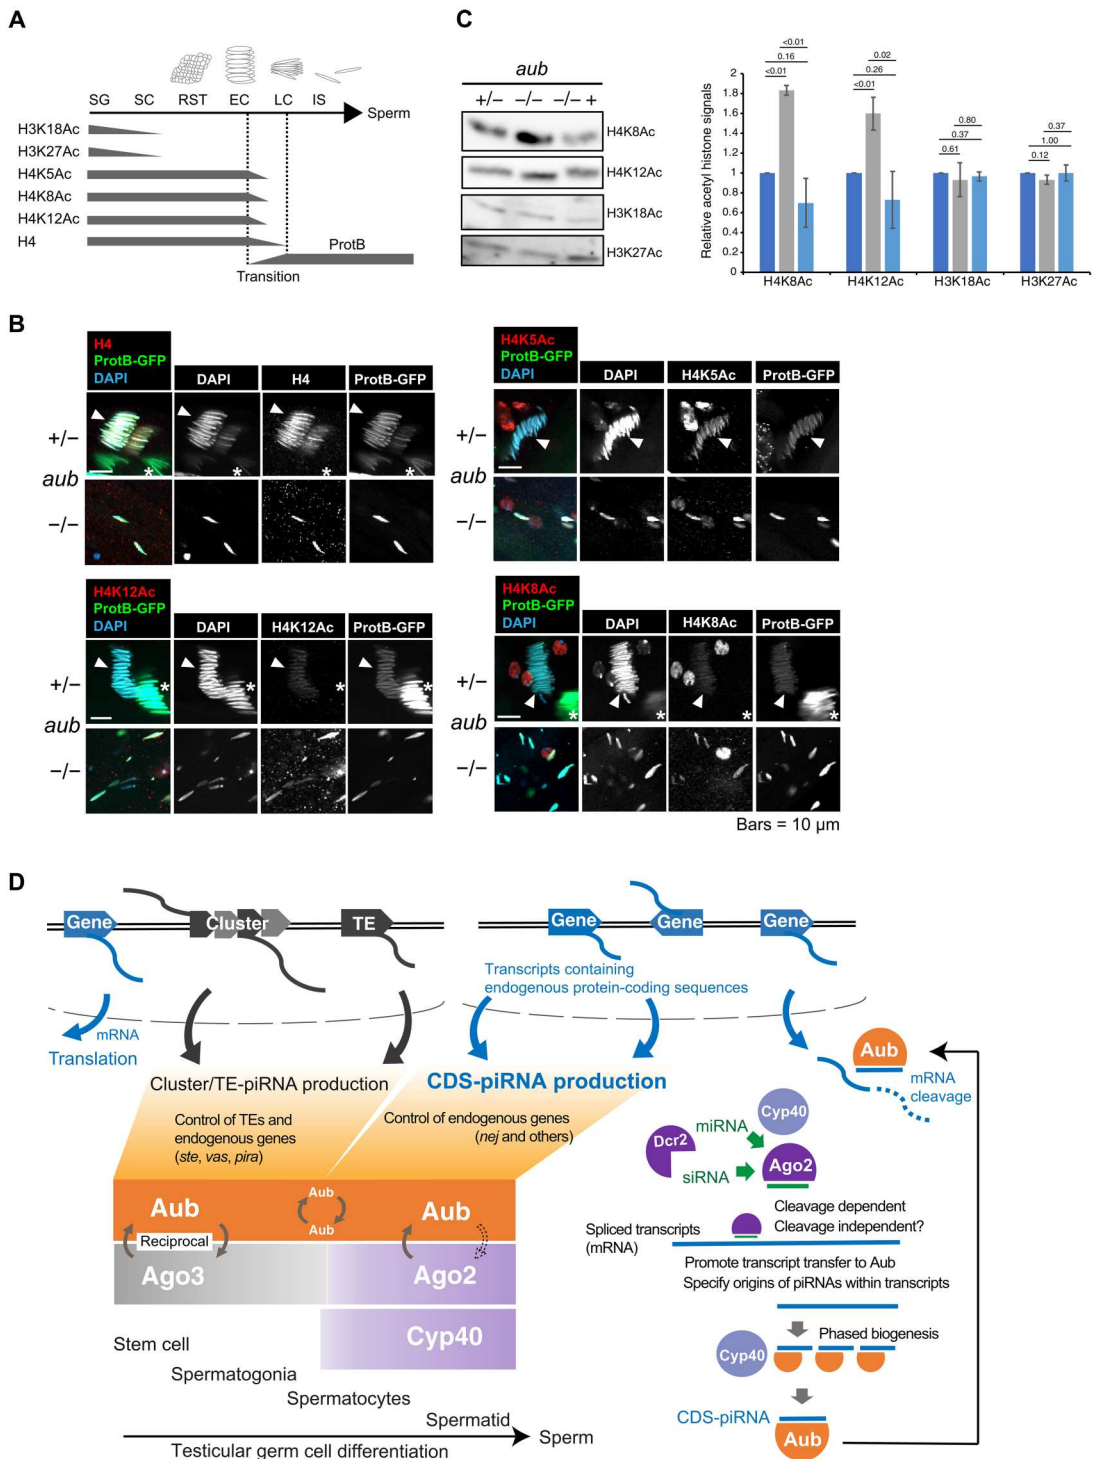 A
SG SC RST EC LC IS
Sperm
H3K18Ac
H3K27Ac
H4K5Ac
H4K8Ac
H4K12Ac
H4
ProtB
Transition
C
aub
+/− −/− −/− +
H4K8Ac
H4K12Ac
H3K18Ac
H3K27Ac
Relative acetyl histone signals
2
1.8
1.6
1.4
1.2
1
0.8
0.6
0.4
0.2
0
<0.01
0.16
<0.01
0.02
0.26
<0.01
0.80
0.37
0.61
0.37
1.00
0.12
H4K8Ac H4K12Ac H3K18Ac H3K27Ac
B
H4
ProtB-GFP
DAPI
DAPI H4 ProtB-GFP
+/−
aub
−/−
*
*
*
*
H4K5Ac
ProtB-GFP
DAPI
DAPI H4K5Ac ProtB-GFP
+/−
aub
−/−
H4K12Ac
ProtB-GFP
DAPI
DAPI H4K12Ac ProtB-GFP
+/−
aub
−/−
*
*
*
*
H4K8Ac
ProtB-GFP
DAPI
DAPI H4K8Ac ProtB-GFP
+/−
aub
−/−
*
*
*
*
Bars = 10 μm
D
Gene Cluster TE
Gene Gene Gene
Transcripts containing
endogenous protein-coding sequences
mRNA
Translation
Cluster/TE-piRNA production
Control of TEs and
endogenous genes
(ste, vas, pira)
CDS-piRNA production
Control of endogenous genes
(nej and others)
Aub
Aub
Aub
Aub
Reciprocal
Ago3
Ago2
Cyp40
Stem cell
Spermatogonia
Spermatocytes
Spermatid
Sperm
Testicular germ cell differentiation
Aub
mRNA
cleavage
Cyp40
Dcr2
miRNA
siRNA
Ago2
Cleavage dependent
Cleavage independent?
Spliced transcripts
(mRNA)
Promote transcript transfer to Aub
Specify origins of piRNAs within transcripts
Phased biogenesis
Cyp40
CDS-piRNA
Aub